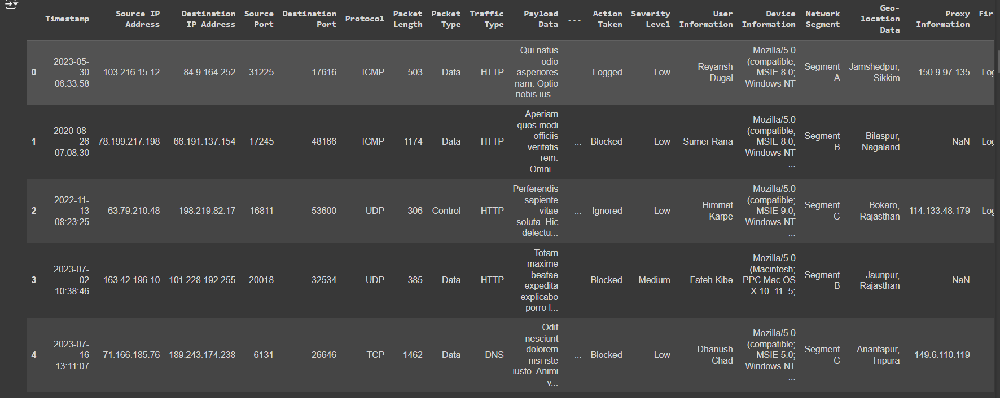 Timestamp Source IP Address Destination IP Address Source Port Destination Port Protocol Packet Length Packet Type Traffic Type Payload Data ... Action Taken Severity Level User Information Device Information Network Segment Geo-location Data Proxy Information
0 2023-05-30 06:33:58 103.216.15.12 84.9.164.252 31225 17616 ICMP 503 Data HTTP Qui natus odio asperiores nam. Optio nobis ius... ... Logged Low Reyansh Dugal Mozilla/5.0 (compatible; MSIE 8.0; Windows NT ... Segment A Jamshedpur, Sikkim 150.9.97.135
1 2020-08-26 07:08:30 78.199.217.198 66.191.137.154 17245 48166 ICMP 1174 Data HTTP Aperiam quos modi officiis veritatis rem. Omni... ... Blocked Low Sumer Rana Mozilla/5.0 (compatible; MSIE 8.0; Windows NT ... Segment B Bilaspur, Nagaland NaN
2 2022-11-13 08:23:25 63.79.210.48 198.219.82.17 16811 53600 UDP 306 Control HTTP Perferendis sapiente vitae soluta. Hic delectu... ... Ignored Low Himmat Karpe Mozilla/5.0 (compatible; MSIE 9.0; Windows NT ... Segment C Bokaro, Rajasthan 114.133.48.179
3 2023-07-02 10:38:46 163.42.196.10 101.228.192.255 20018 32534 UDP 385 Data HTTP Totam maxime beatae expedita explicabo porro l... ... Blocked Medium Fateh Kibe Mozilla/5.0 (Macintosh; PPC Mac OS X 10_11_5; ... Segment B Jaunpur, Rajasthan NaN
4 2023-07-16 13:11:07 71.166.185.76 189.243.174.238 6131 26646 TCP 1462 Data DNS Odit nesciunt dolorem nisi iste iusto. Animi v... ... Blocked Low Dhanush Chad Mozilla/5.0 (compatible; MSIE 5.0; Windows NT ... Segment C Anantapur, Tripura 149.6.110.119